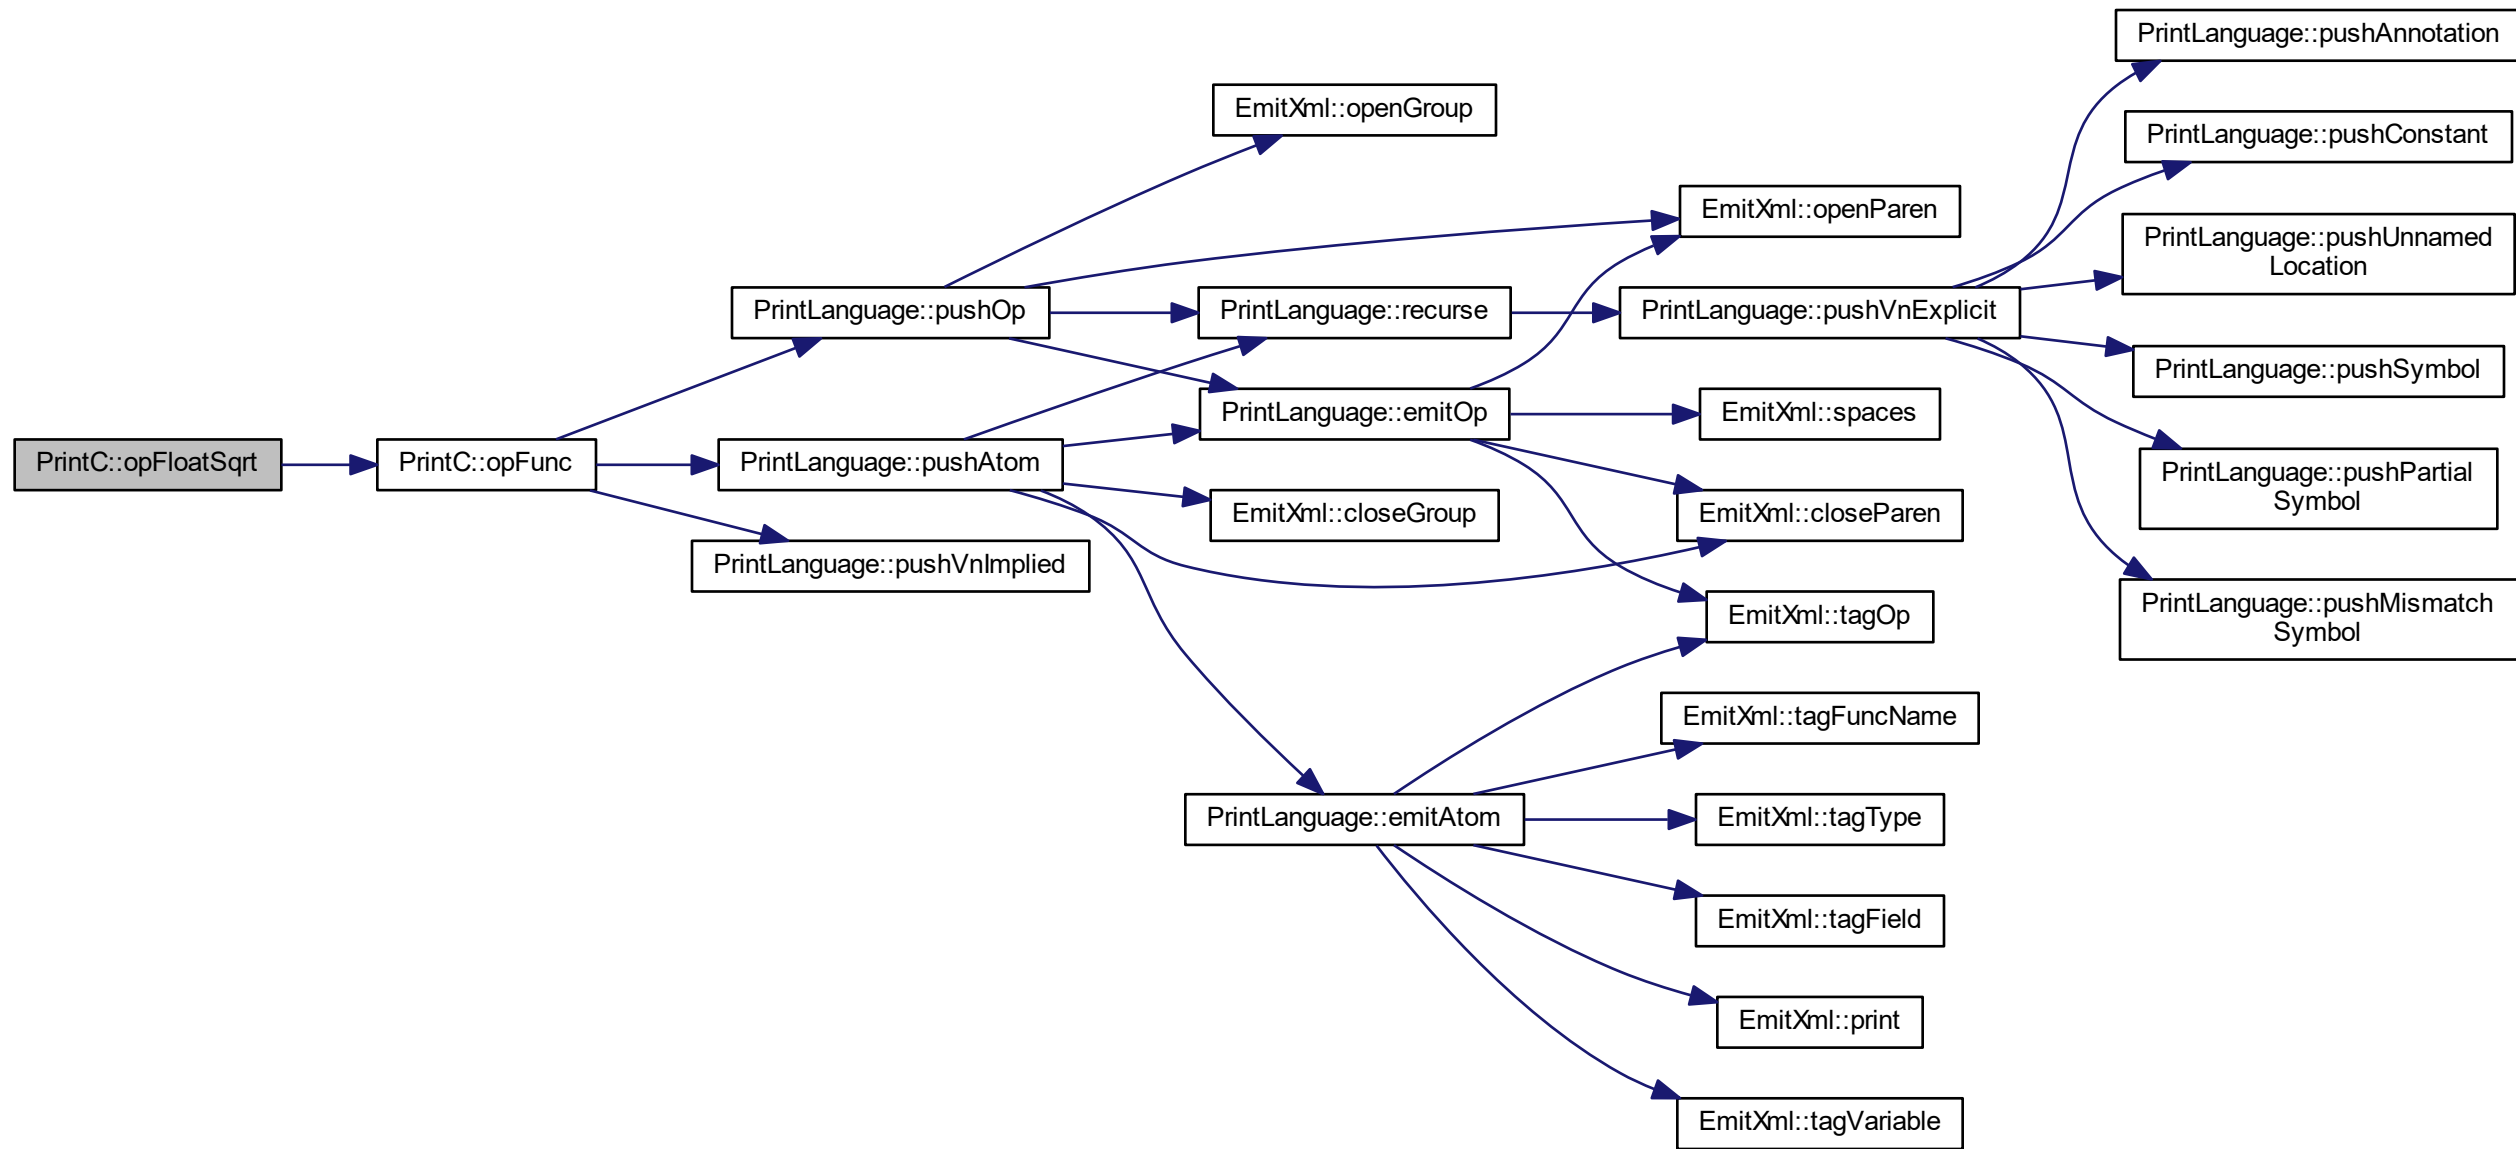 PrintC::opFloatSqrt
PrintC::opFunc
PrintLanguage::pushOp
PrintLanguage::pushAtom
PrintLanguage::pushVnImplied
EmitXml::openGroup
PrintLanguage::recurse
PrintLanguage::emitOp
EmitXml::closeGroup
PrintLanguage::emitAtom
EmitXml::openParen
PrintLanguage::pushVnExplicit
EmitXml::spaces
EmitXml::closeParen
EmitXml::tagOp
EmitXml::tagFuncName
EmitXml::tagType
EmitXml::tagField
EmitXml::print
EmitXml::tagVariable
PrintLanguage::pushAnnotation
PrintLanguage::pushConstant
PrintLanguage::pushUnnamed
Location
PrintLanguage::pushSymbol
PrintLanguage::pushPartial
Symbol
PrintLanguage::pushMismatch
Symbol